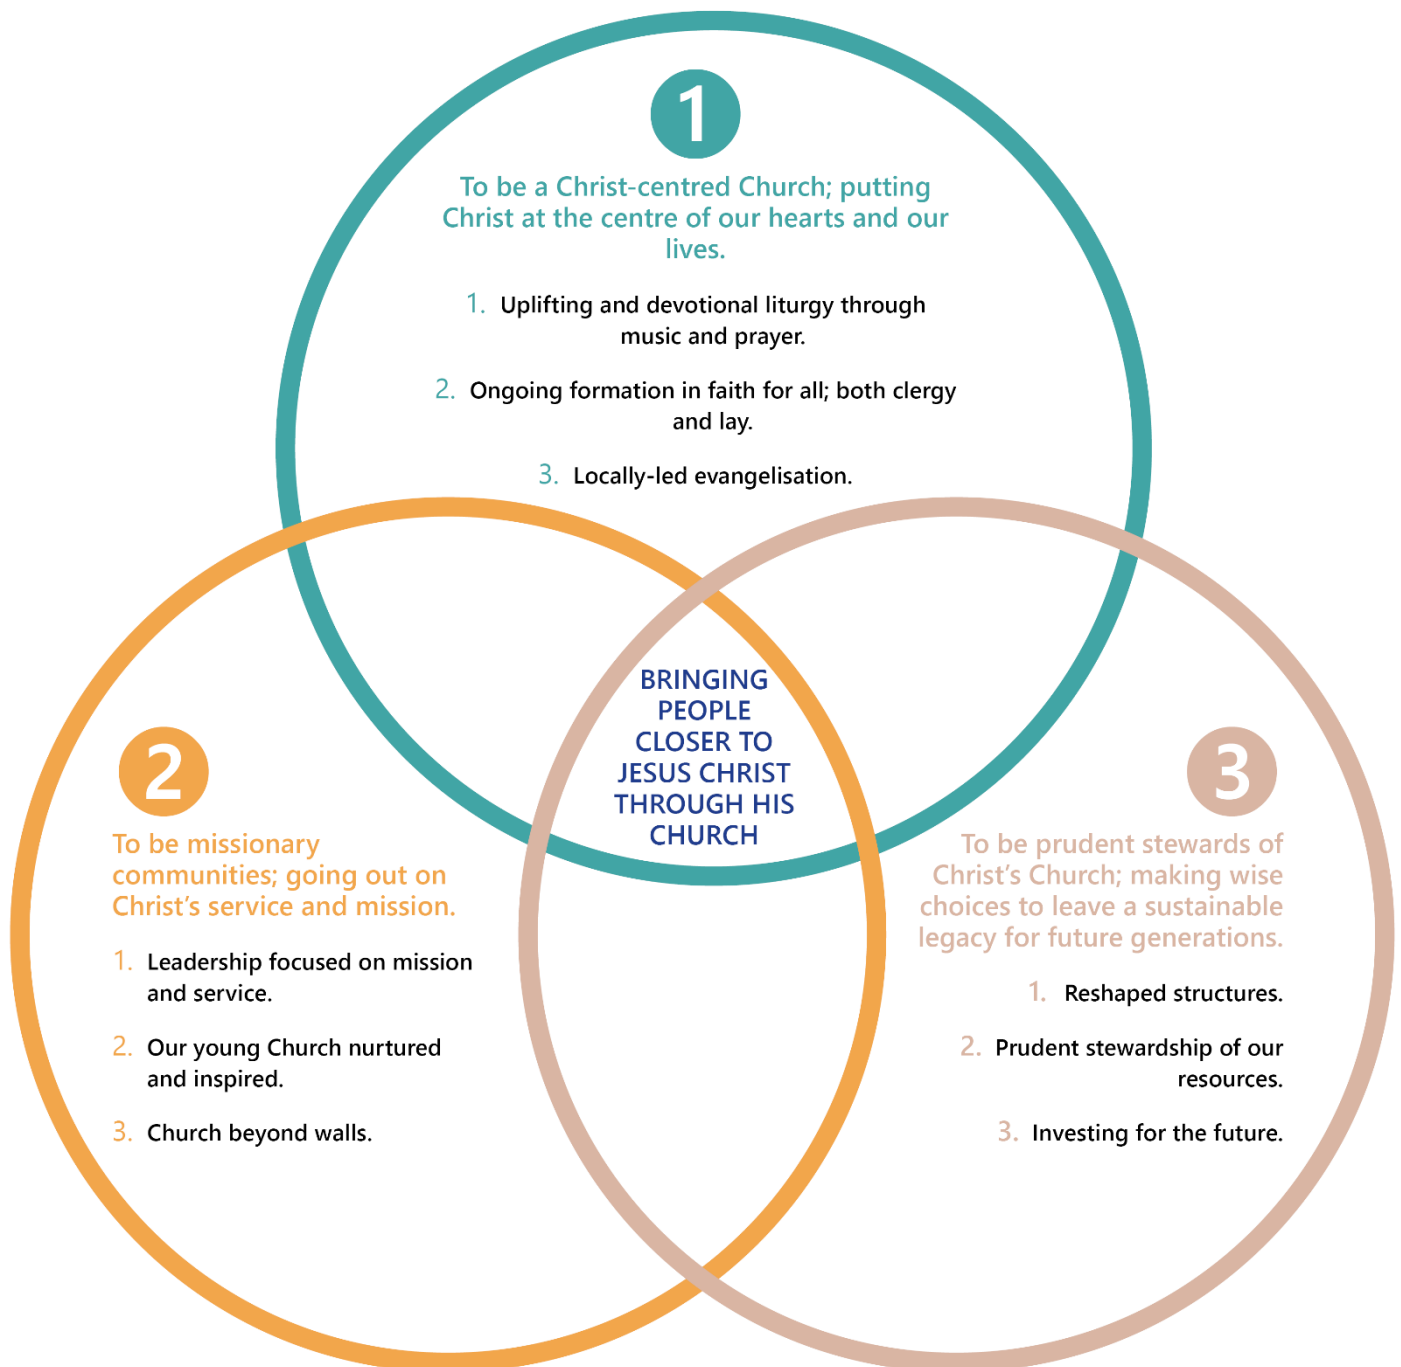 1
To be a Christ-centred Church; putting
Christ at the centre of our hearts and our
lives.
1. Uplifting and devotional liturgy through
music and prayer.
2. Ongoing formation in faith for all; both clergy
and lay.
3. Locally-led evangelisation.
BRINGING
PEOPLE
CLOSER TO
JESUS CHRIST
THROUGH HIS
CHURCH
2
To be missionary
communities; going out on
Christ’s service and mission.
1. Leadership focused on mission
and service.
2. Our young Church nurtured
and inspired.
3. Church beyond walls.
3
To be prudent stewards of
Christ’s Church; making wise
choices to leave a sustainable
legacy for future generations.
1. Reshaped structures.
2. Prudent stewardship of our
resources.
3. Investing for the future.